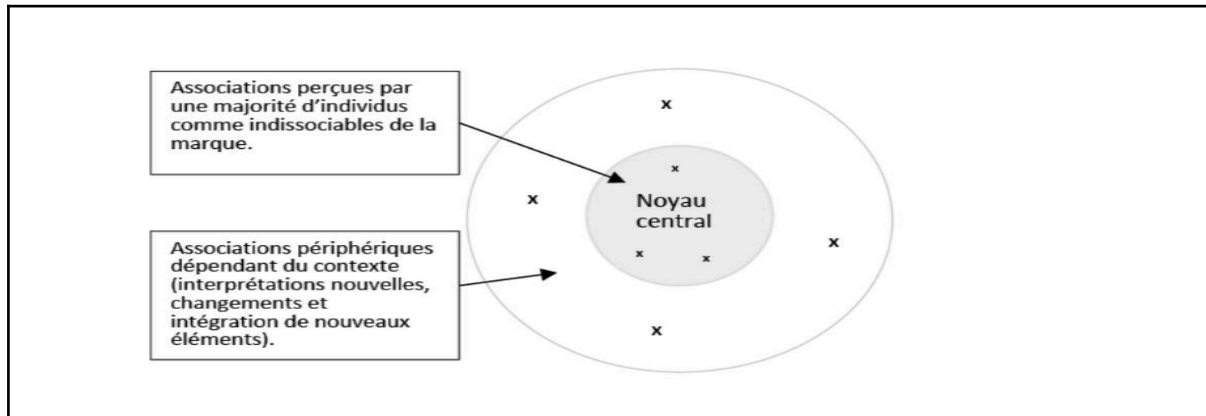 Associations perçues par
une majorité d'individus
comme indissociables de la
marque.
x
x
Noyau
central
x
x
x
x
Associations périphériques
dépendant du contexte
(interprétations nouvelles,
changements et
intégration de nouveaux
éléments).
x